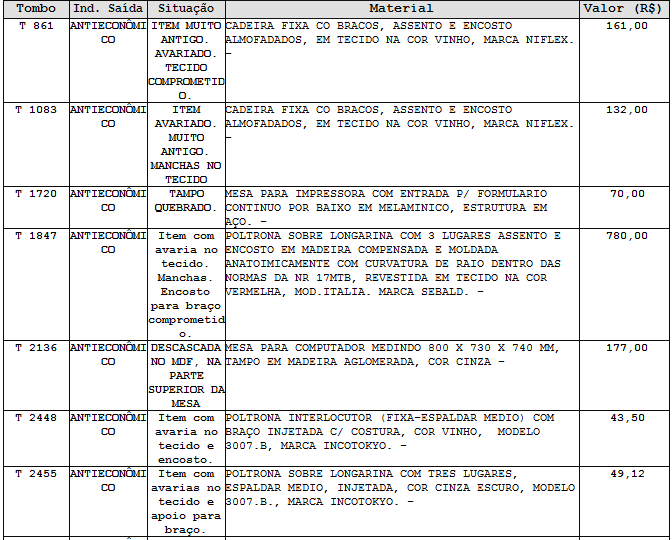 Tombo Ind. Saída Situação Material Valor (R$)
T 861 ANTIECONÔMI ITEM MUITO CADEIRA FIXA CO BRACOS, ASSENTO E ENCOSTO 161,00
CO ANTIGO. ALMOFADADOS, EM TECIDO NA COR VINHO, MARCA NIFLEX.
AVARIADO. -
TECIDO
COMPROMETID
O.
T 1083 ANTIECONÔMI ITEM CADEIRA FIXA CO BRACOS, ASSENTO E ENCOSTO 132,00
CO AVARIADO. ALMOFADADOS, EM TECIDO NA COR VINHO, MARCA NIFLEX.
MUITO -
ANTIGO.
MANCHAS NO
TECIDO
T 1720 ANTIECONÔMI TAMPO MESA PARA IMPRESSORA COM ENTRADA P/ FORMULARIO 70,00
CO QUEBRADO. CONTINUO POR BAIXO EM MELAMINICO, ESTRUTURA EM
AÇO. -
T 1847 ANTIECONÔMI Item com POLTRONA SOBRE LONGARINA COM 3 LUGARES ASSENTO E 780,00
CO avaria no ENCOSTO EM MADEIRA COMPENSADA E MOLDADA
tecido. ANATOIMICAMENTE COM CURVATURA DE RAIO DENTRO DAS
Manchas. NORMAS DA NR 17MTB, REVESTIDA EM TECIDO NA COR
Encosto VERMELHA, MOD.ITALIA. MARCA SEBALD. -
para braço
comprometid
o.
T 2136 ANTIECONÔMI DESCASCADA MESA PARA COMPUTADOR MEDINDO 800 X 730 X 740 MM, 177,00
CO NO MDF, NA TAMPO EM MADEIRA AGLOMERADA, COR CINZA -
PARTE
SUPERIOR DA
MESA
T 2448 ANTIECONÔMI Item com POLTRONA INTERLOCUTOR (FIXA-ESPALDAR MEDIO) COM 43,50
CO avaria no BRAÇO INJETADA C/ COSTURA, COR VINHO, MODELO
tecido e 3007.B, MARCA INCOTOKYO. -
encosto.
T 2455 ANTIECONÔMI Item com POLTRONA SOBRE LONGARINA COM TRES LUGARES, 49,12
CO avarias no ESPALDAR MEDIO, INJETADA, COR CINZA ESCURO, MODELO
tecido e 3007.B., MARCA INCOTOKYO. -
apoio para
braço.